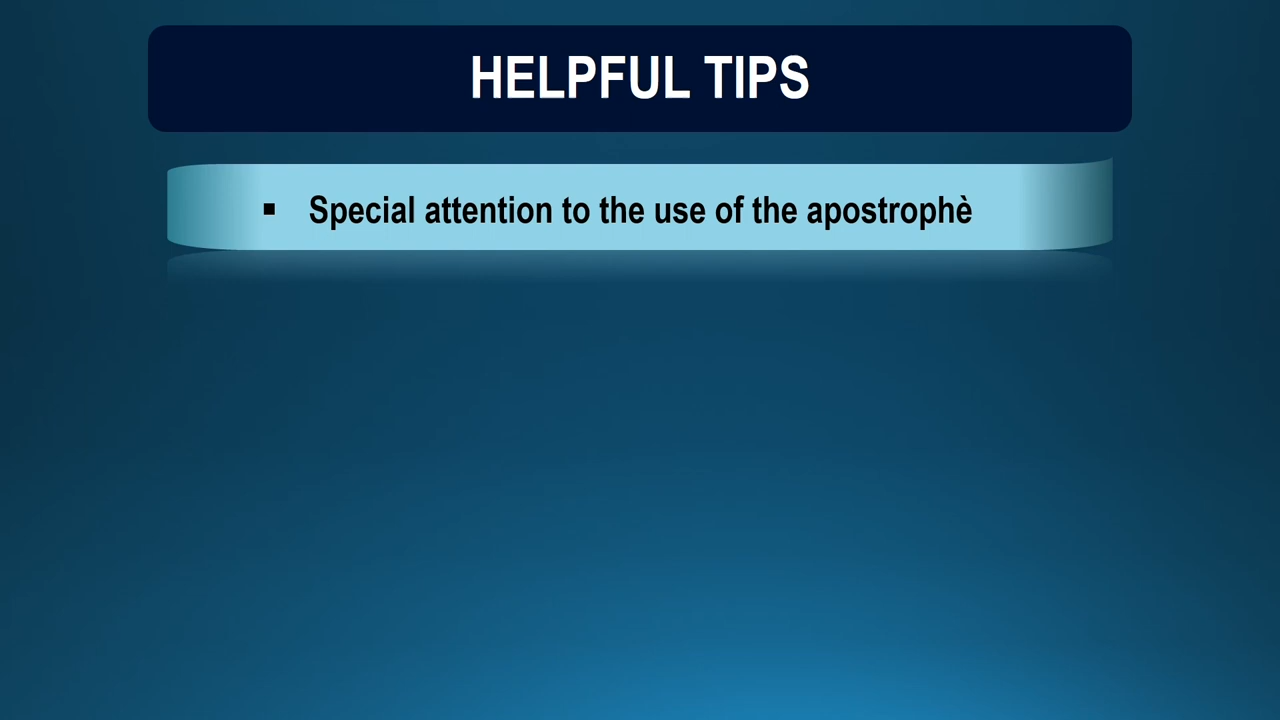 HELPFUL TIPS
▪ Special attention to the use of the apostrophè